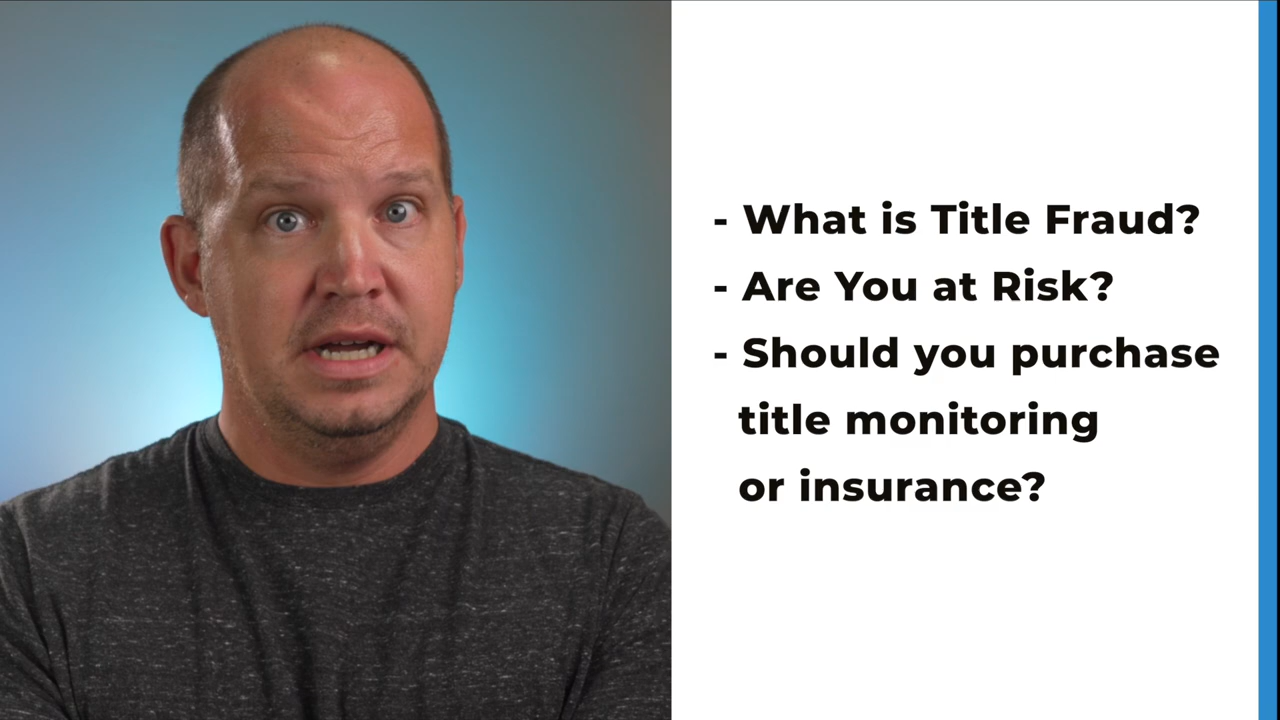 - What is Title Fraud?
- Are You at Risk?
- Should you purchase
title monitoring
or insurance?